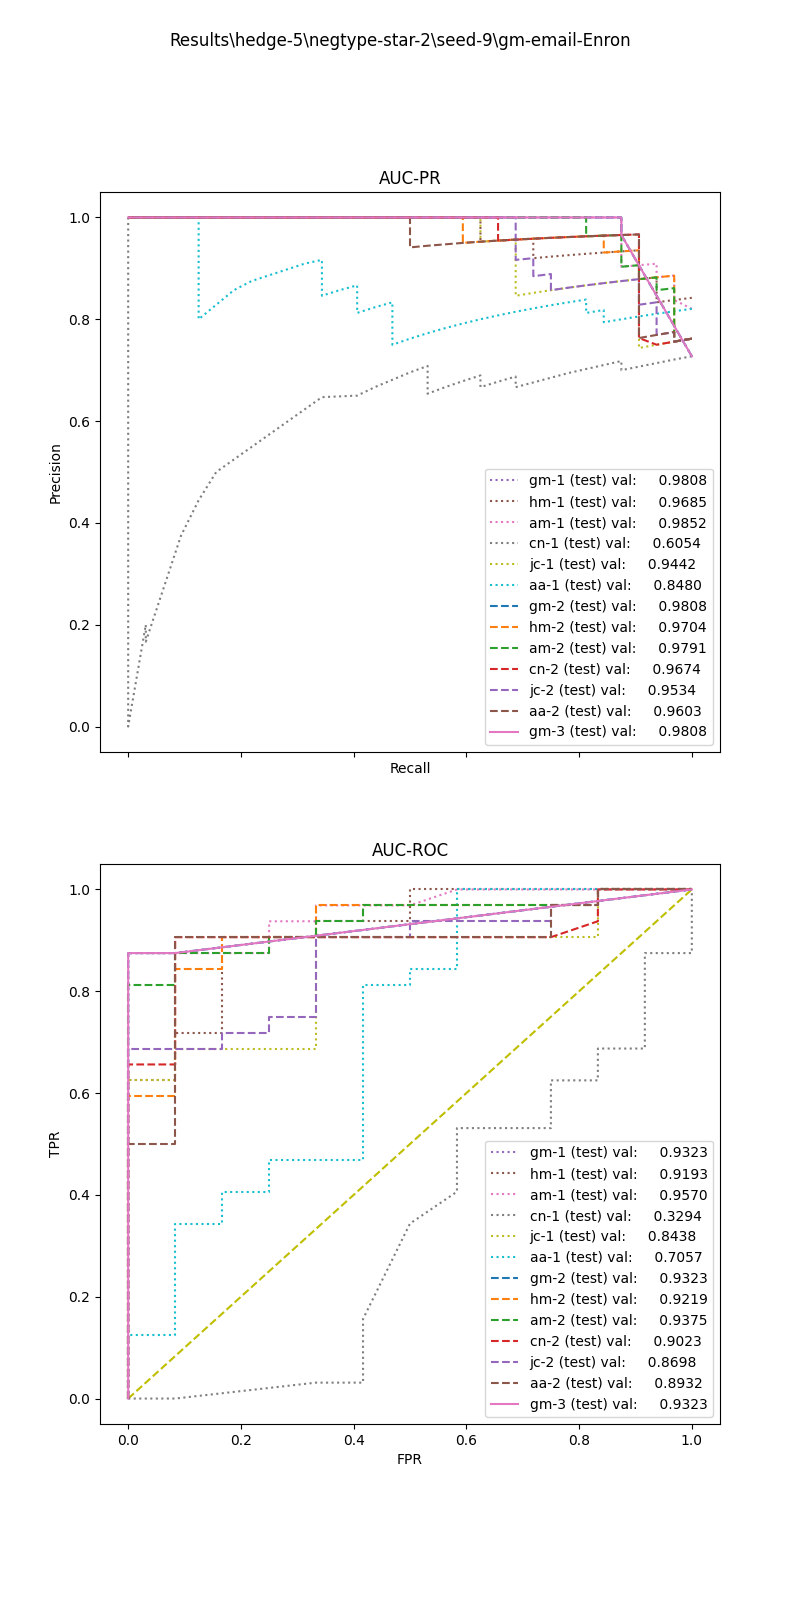 Results\hedge-5\negtype-star-2\seed-9\gm-email-Enron
AUC-PR
1.0
0.8
0.6
0.4
0.2
0.0
Precision
Recall
gm-1 (test) val: 0.9808
hm-1 (test) val: 0.9685
am-1 (test) val: 0.9852
cn-1 (test) val: 0.6054
jc-1 (test) val: 0.9442
aa-1 (test) val: 0.8480
gm-2 (test) val: 0.9808
hm-2 (test) val: 0.9704
am-2 (test) val: 0.9791
cn-2 (test) val: 0.9674
jc-2 (test) val: 0.9534
aa-2 (test) val: 0.9603
gm-3 (test) val: 0.9808
AUC-ROC
1.0
0.8
0.6
0.4
0.2
0.0
TPR
gm-1 (test) val: 0.9323
hm-1 (test) val: 0.9193
am-1 (test) val: 0.9570
cn-1 (test) val: 0.3294
jc-1 (test) val: 0.8438
aa-1 (test) val: 0.7057
gm-2 (test) val: 0.9323
hm-2 (test) val: 0.9219
am-2 (test) val: 0.9375
cn-2 (test) val: 0.9023
jc-2 (test) val: 0.8698
aa-2 (test) val: 0.8932
gm-3 (test) val: 0.9323
0.0 0.2 0.4 0.6 0.8 1.0
FPR